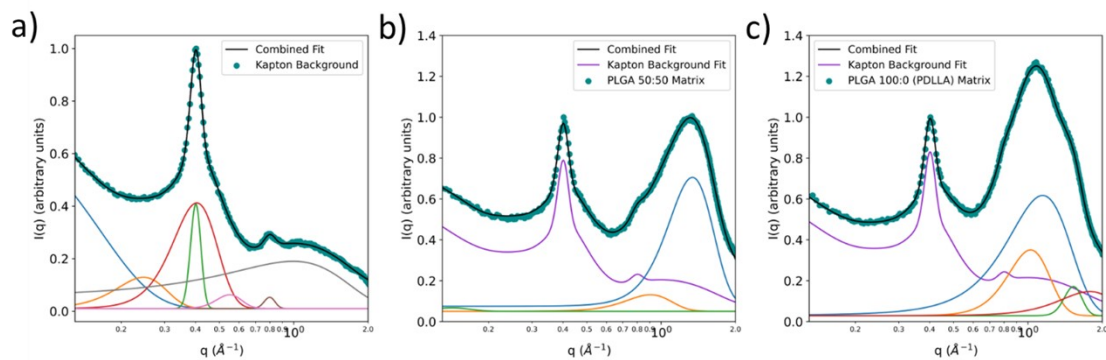 a)
Combined Fit
Kapton Background
I(q) (arbitrary units)
1.0
0.8
0.6
0.4
0.2
0.0
0.2 0.3 0.4 0.5 0.6 0.7 0.8 0.9 10⁰ 2.0
q (Å⁻¹)
b)
Combined Fit
Kapton Background Fit
PLGA 50:50 Matrix
I(q) (arbitrary units)
1.4
1.2
1.0
0.8
0.6
0.4
0.2
0.0
0.2 0.3 0.4 0.5 0.6 0.7 0.8 0.9 10⁰ 2.0
q (Å⁻¹)
c)
Combined Fit
Kapton Background Fit
PLGA 100:0 (PDLLA) Matrix
I(q) (arbitrary units)
1.4
1.2
1.0
0.8
0.6
0.4
0.2
0.0
0.2 0.3 0.4 0.5 0.6 0.7 0.8 0.9 10⁰ 2.0
q (Å⁻¹)